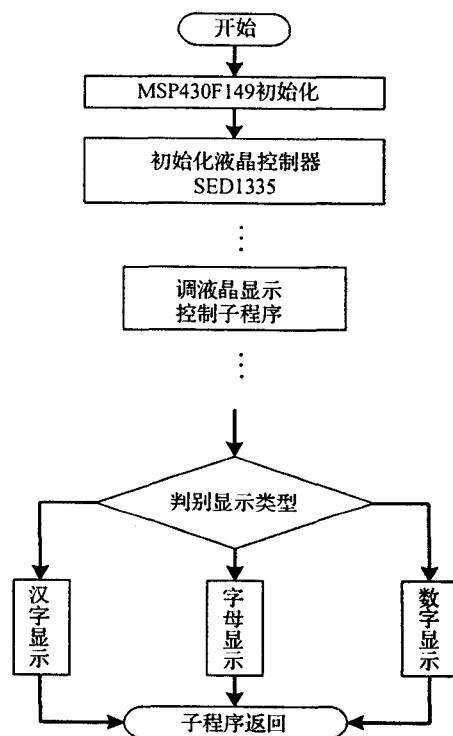 开始
MSP430F149初始化
初始化液晶控制器
SED1335
调液晶显示
控制子程序
判别显示类型
汉字显示
字母显示
数字显示
子程序返回